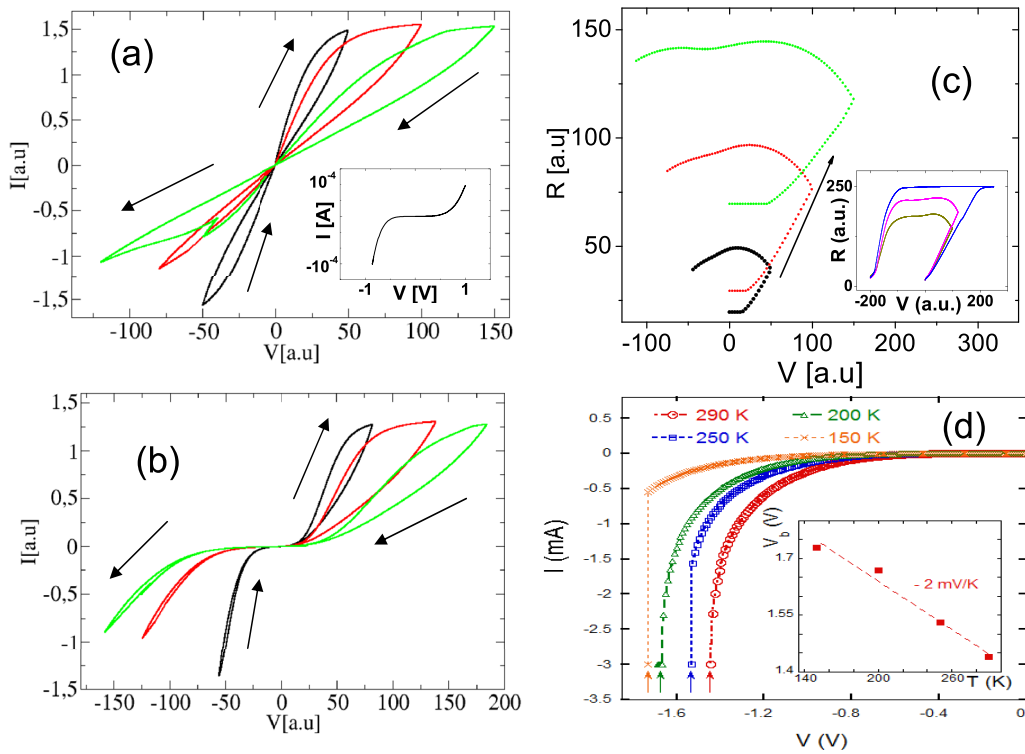 (a)
I[a.u]
1,5
1
0,5
0
-0,5
-1
-1,5
-100 -50 0 50 100 150
V[a.u]
10⁻⁴
I [A]
-10⁻⁴
-1 1
V [V]
(b)
I[a.u]
1,5
1
0,5
0
-0,5
1
-1,5
-150 -100 -50 0 50 100 150 200
V[a.u]
(c)
R [a.u]
150
100
50
-100 0 100 200 300
V [a.u]
R (a.u.)
250
0
-200 0 200
V (a.u.)
(d)
290 K 200 K
250 K 150 K
I (mA)
0.5
0
-0.5
-1
-1.5
-2
-2.5
-3
-3.5
-1.6 -1.2 -0.8 -0.4 0
V (V)
V_b (V)
1.7
1.55
1.4
- 2 mV/K
140 200 260
T (K)